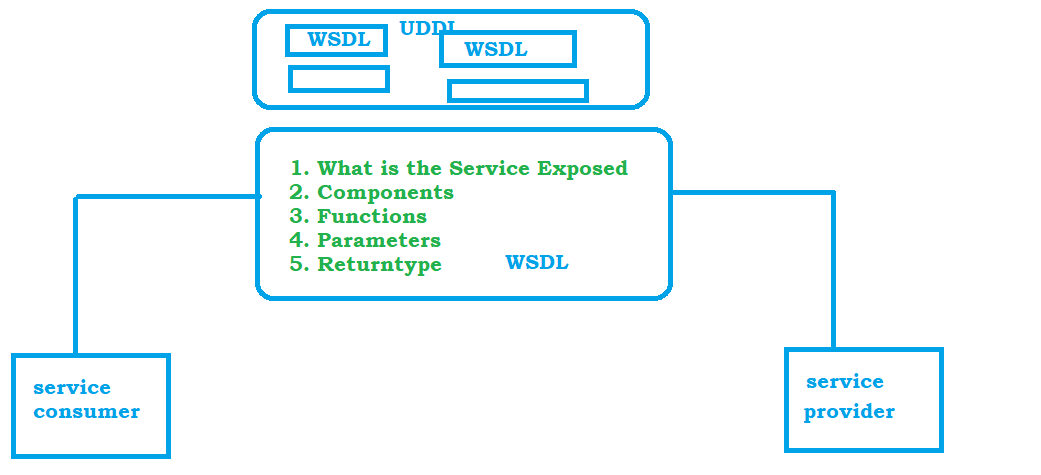 UDDI
WSDL
WSDL
1. What is the Service Exposed
2. Components
3. Functions
4. Parameters
5. Returntype
WSDL
service
consumer
service
provider